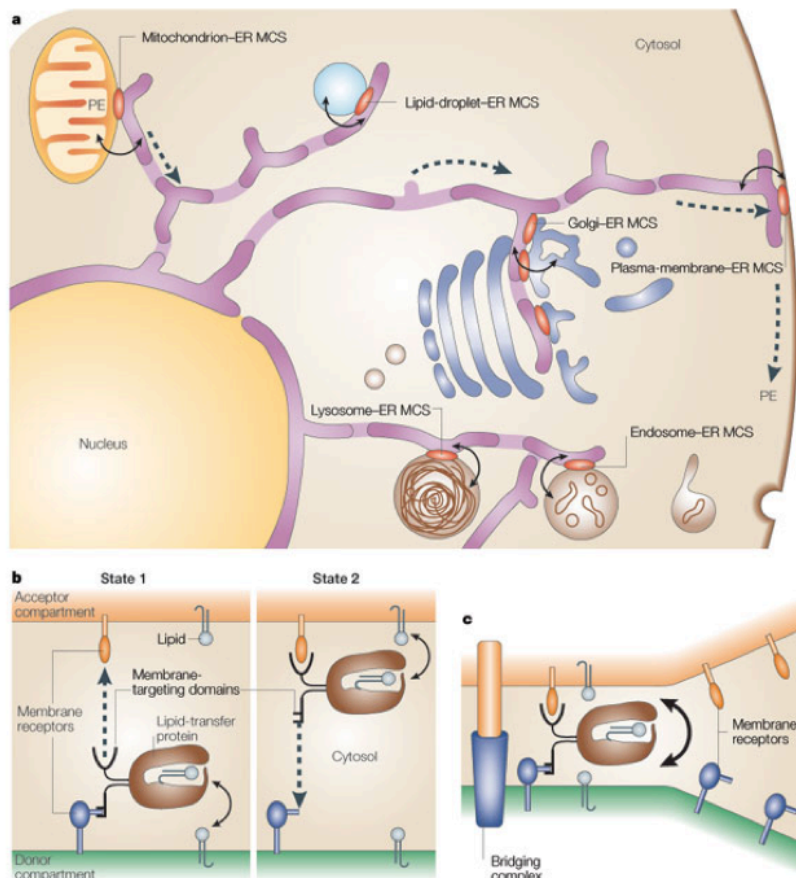 a
Mitochondrion–ER MCS
Cytosol
PE
Lipid-droplet–ER MCS
Golgi–ER MCS
Plasma-membrane–ER MCS
PE
Lysosome–ER MCS
Endosome–ER MCS
Nucleus
b
State 1
State 2
Acceptor
compartment
Lipid
Membrane-
targeting domains
Membrane
receptors
Lipid-transfer
protein
Cytosol
Donor
compartment
c
Membrane
receptors
Bridging
complex